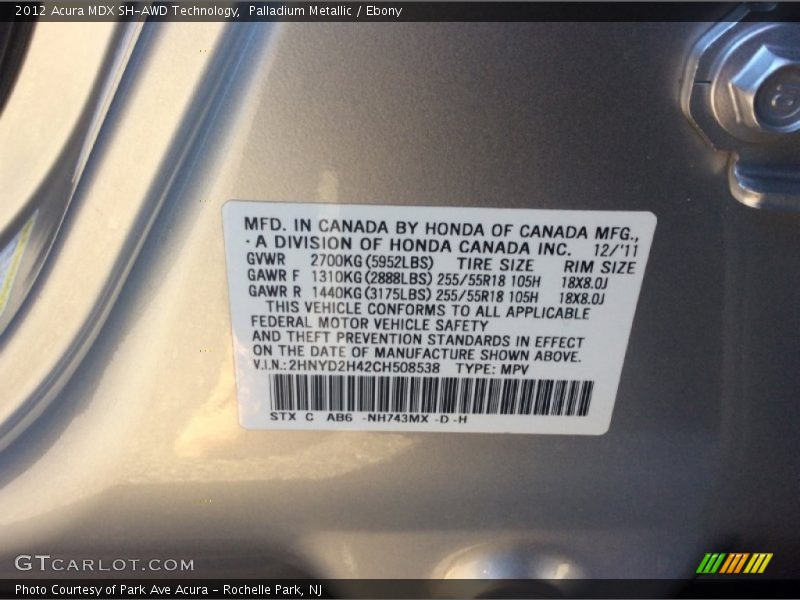 2012 Acura MDX SH-AWD Technology,  Palladium Metallic / Ebony
MFD. IN CANADA BY HONDA OF CANADA MFG.,
· A DIVISION OF HONDA CANADA INC. 12/'11
GVWR 2700KG(5952LBS) TIRE SIZE RIM SIZE
GAWR F 1310KG(2888LBS) 255/55R18 105H 18X8.0J
GAWR R 1440KG(3175LBS) 255/55R18 105H 18X8.0J
THIS VEHICLE CONFORMS TO ALL APPLICABLE
FEDERAL MOTOR VEHICLE SAFETY
AND THEFT PREVENTION STANDARDS IN EFFECT
ON THE DATE OF MANUFACTURE SHOWN ABOVE.
V.I.N.:2HNYD2H42CH508538 TYPE: MPV
STX C AB6 -NH743MX -D -H
GTCARLOT.COM
Photo Courtesy of Park Ave Acura - Rochelle Park, NJ